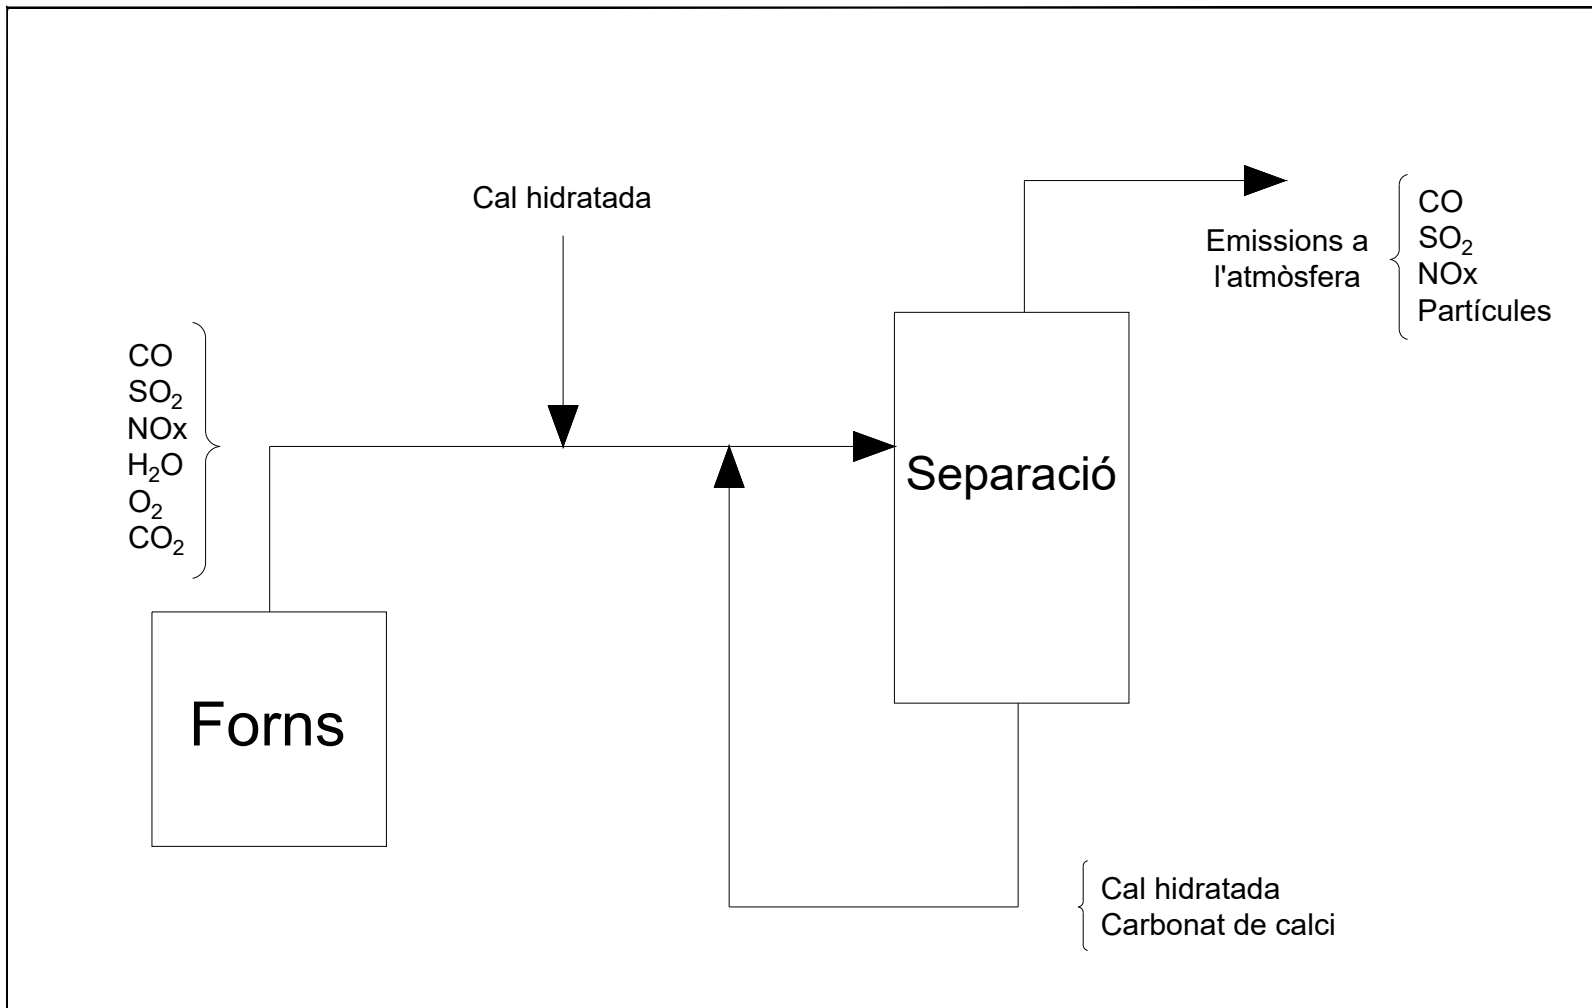 Cal hidratada
CO
SO₂
NOx
H₂O
O₂
CO₂
Forns
Separació
Emissions a
l'atmòsfera
CO
SO₂
NOx
Partícules
Cal hidratada
Carbonat de calci